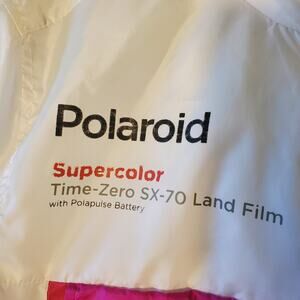 Polaroid
Supercolor
Time-Zero SX-70 Land Film
with Polapulse Battery